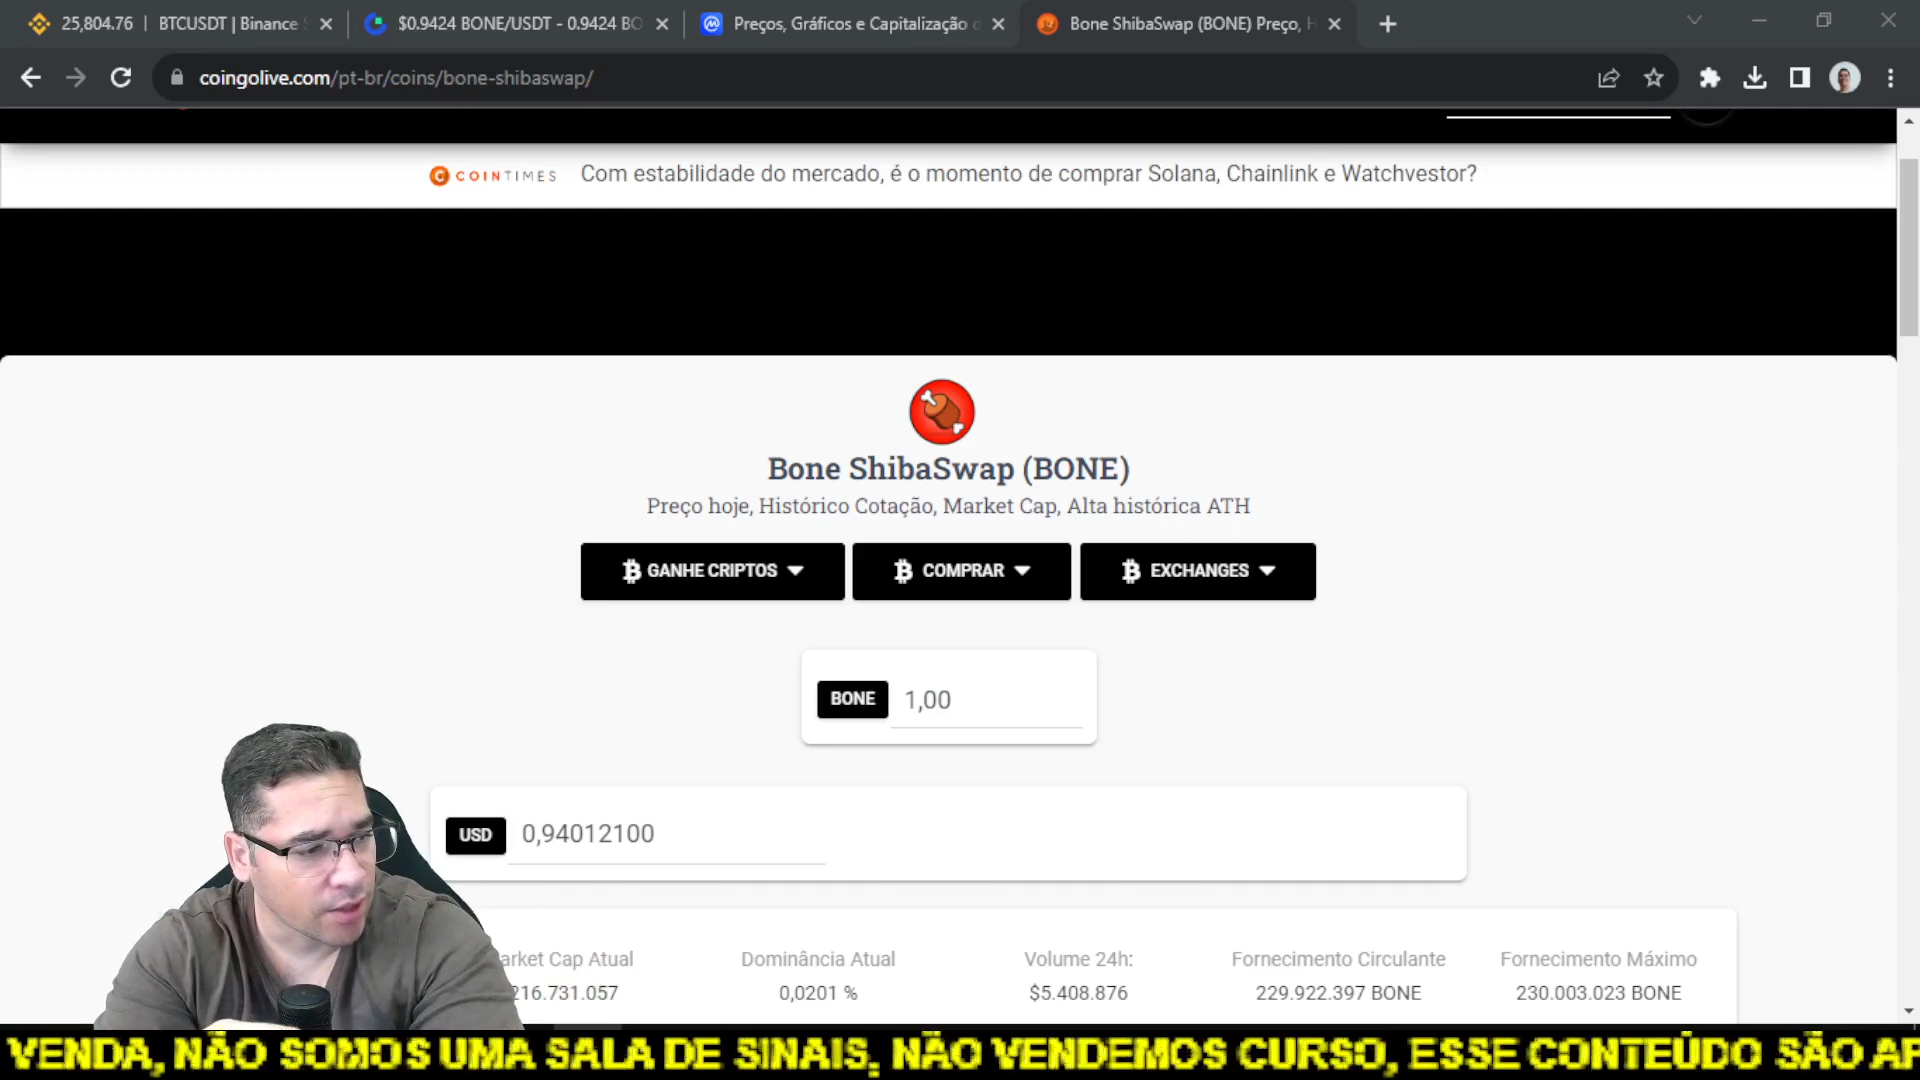 25,804.76 | BTCUSDT | Binance
$0.9424 BONE/USDT - 0.9424 BO
Preços, Gráficos e Capitalização d
Bone ShibaSwap (BONE) Preço, H
coingolive.com/pt-br/coins/bone-shibaswap/
COINTIMES Com estabilidade do mercado, é o momento de comprar Solana, Chainlink e Watchvestor?
Bone ShibaSwap (BONE)
Preço hoje, Histórico Cotação, Market Cap, Alta histórica ATH
GANHE CRIPTOS
COMPRAR
EXCHANGES
BONE 1,00
USD 0,94012100
arket Cap Atual
216.731.057
Dominância Atual
0,0201 %
Volume 24h:
$5.408.876
Fornecimento Circulante
229.922.397 BONE
Fornecimento Máximo
230.003.023 BONE
VENDA, NÃO SOMOS UMA SALA DE SINAIS, NÃO VENDEMOS CURSO, ESSE CONTEÚDO SÃO AP